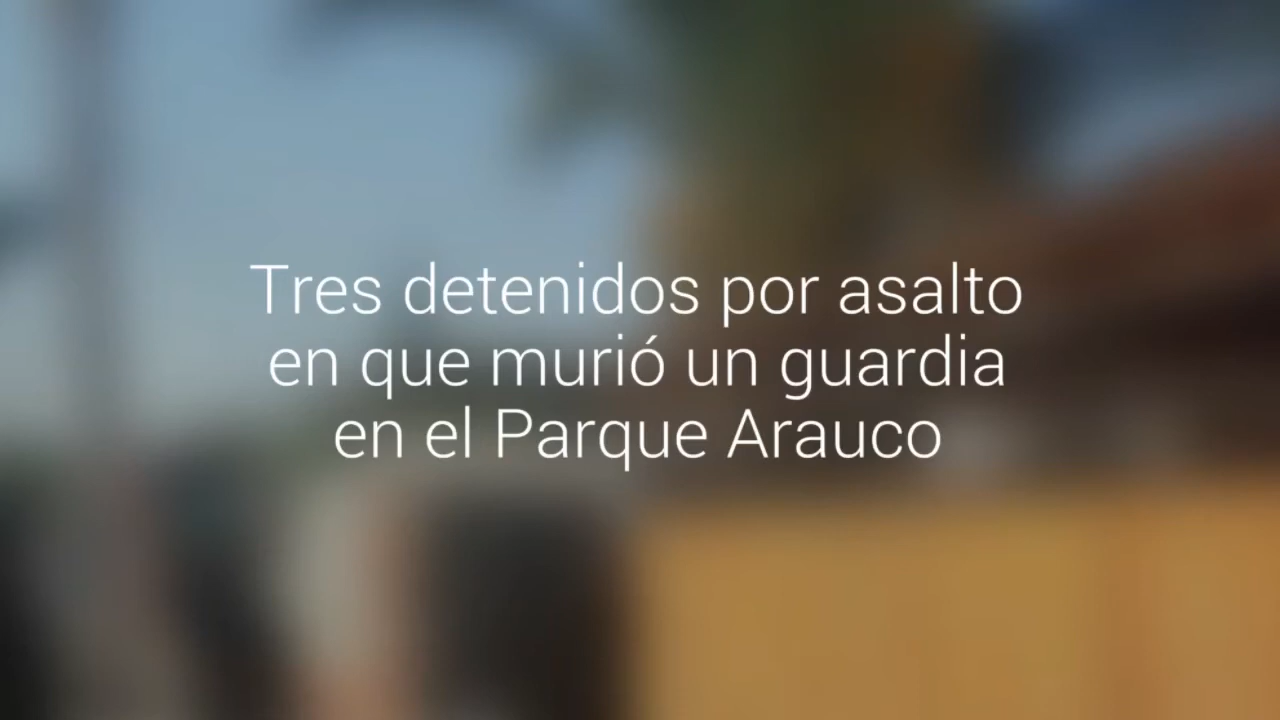 Tres detenidos por asalto
en que murió un guardia
en el Parque Arauco